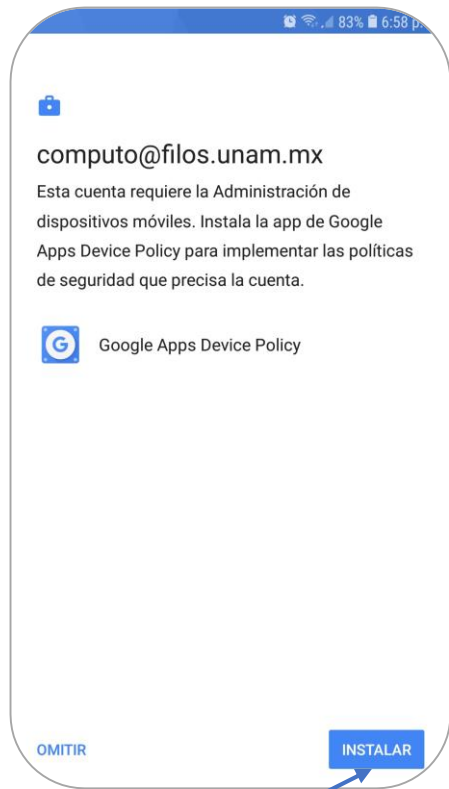 83% 6:58 p.
computo@filos.unam.mx
Esta cuenta requiere la Administración de
dispositivos móviles. Instala la app de Google
Apps Device Policy para implementar las políticas
de seguridad que precisa la cuenta.
G Google Apps Device Policy
OMITIR INSTALAR